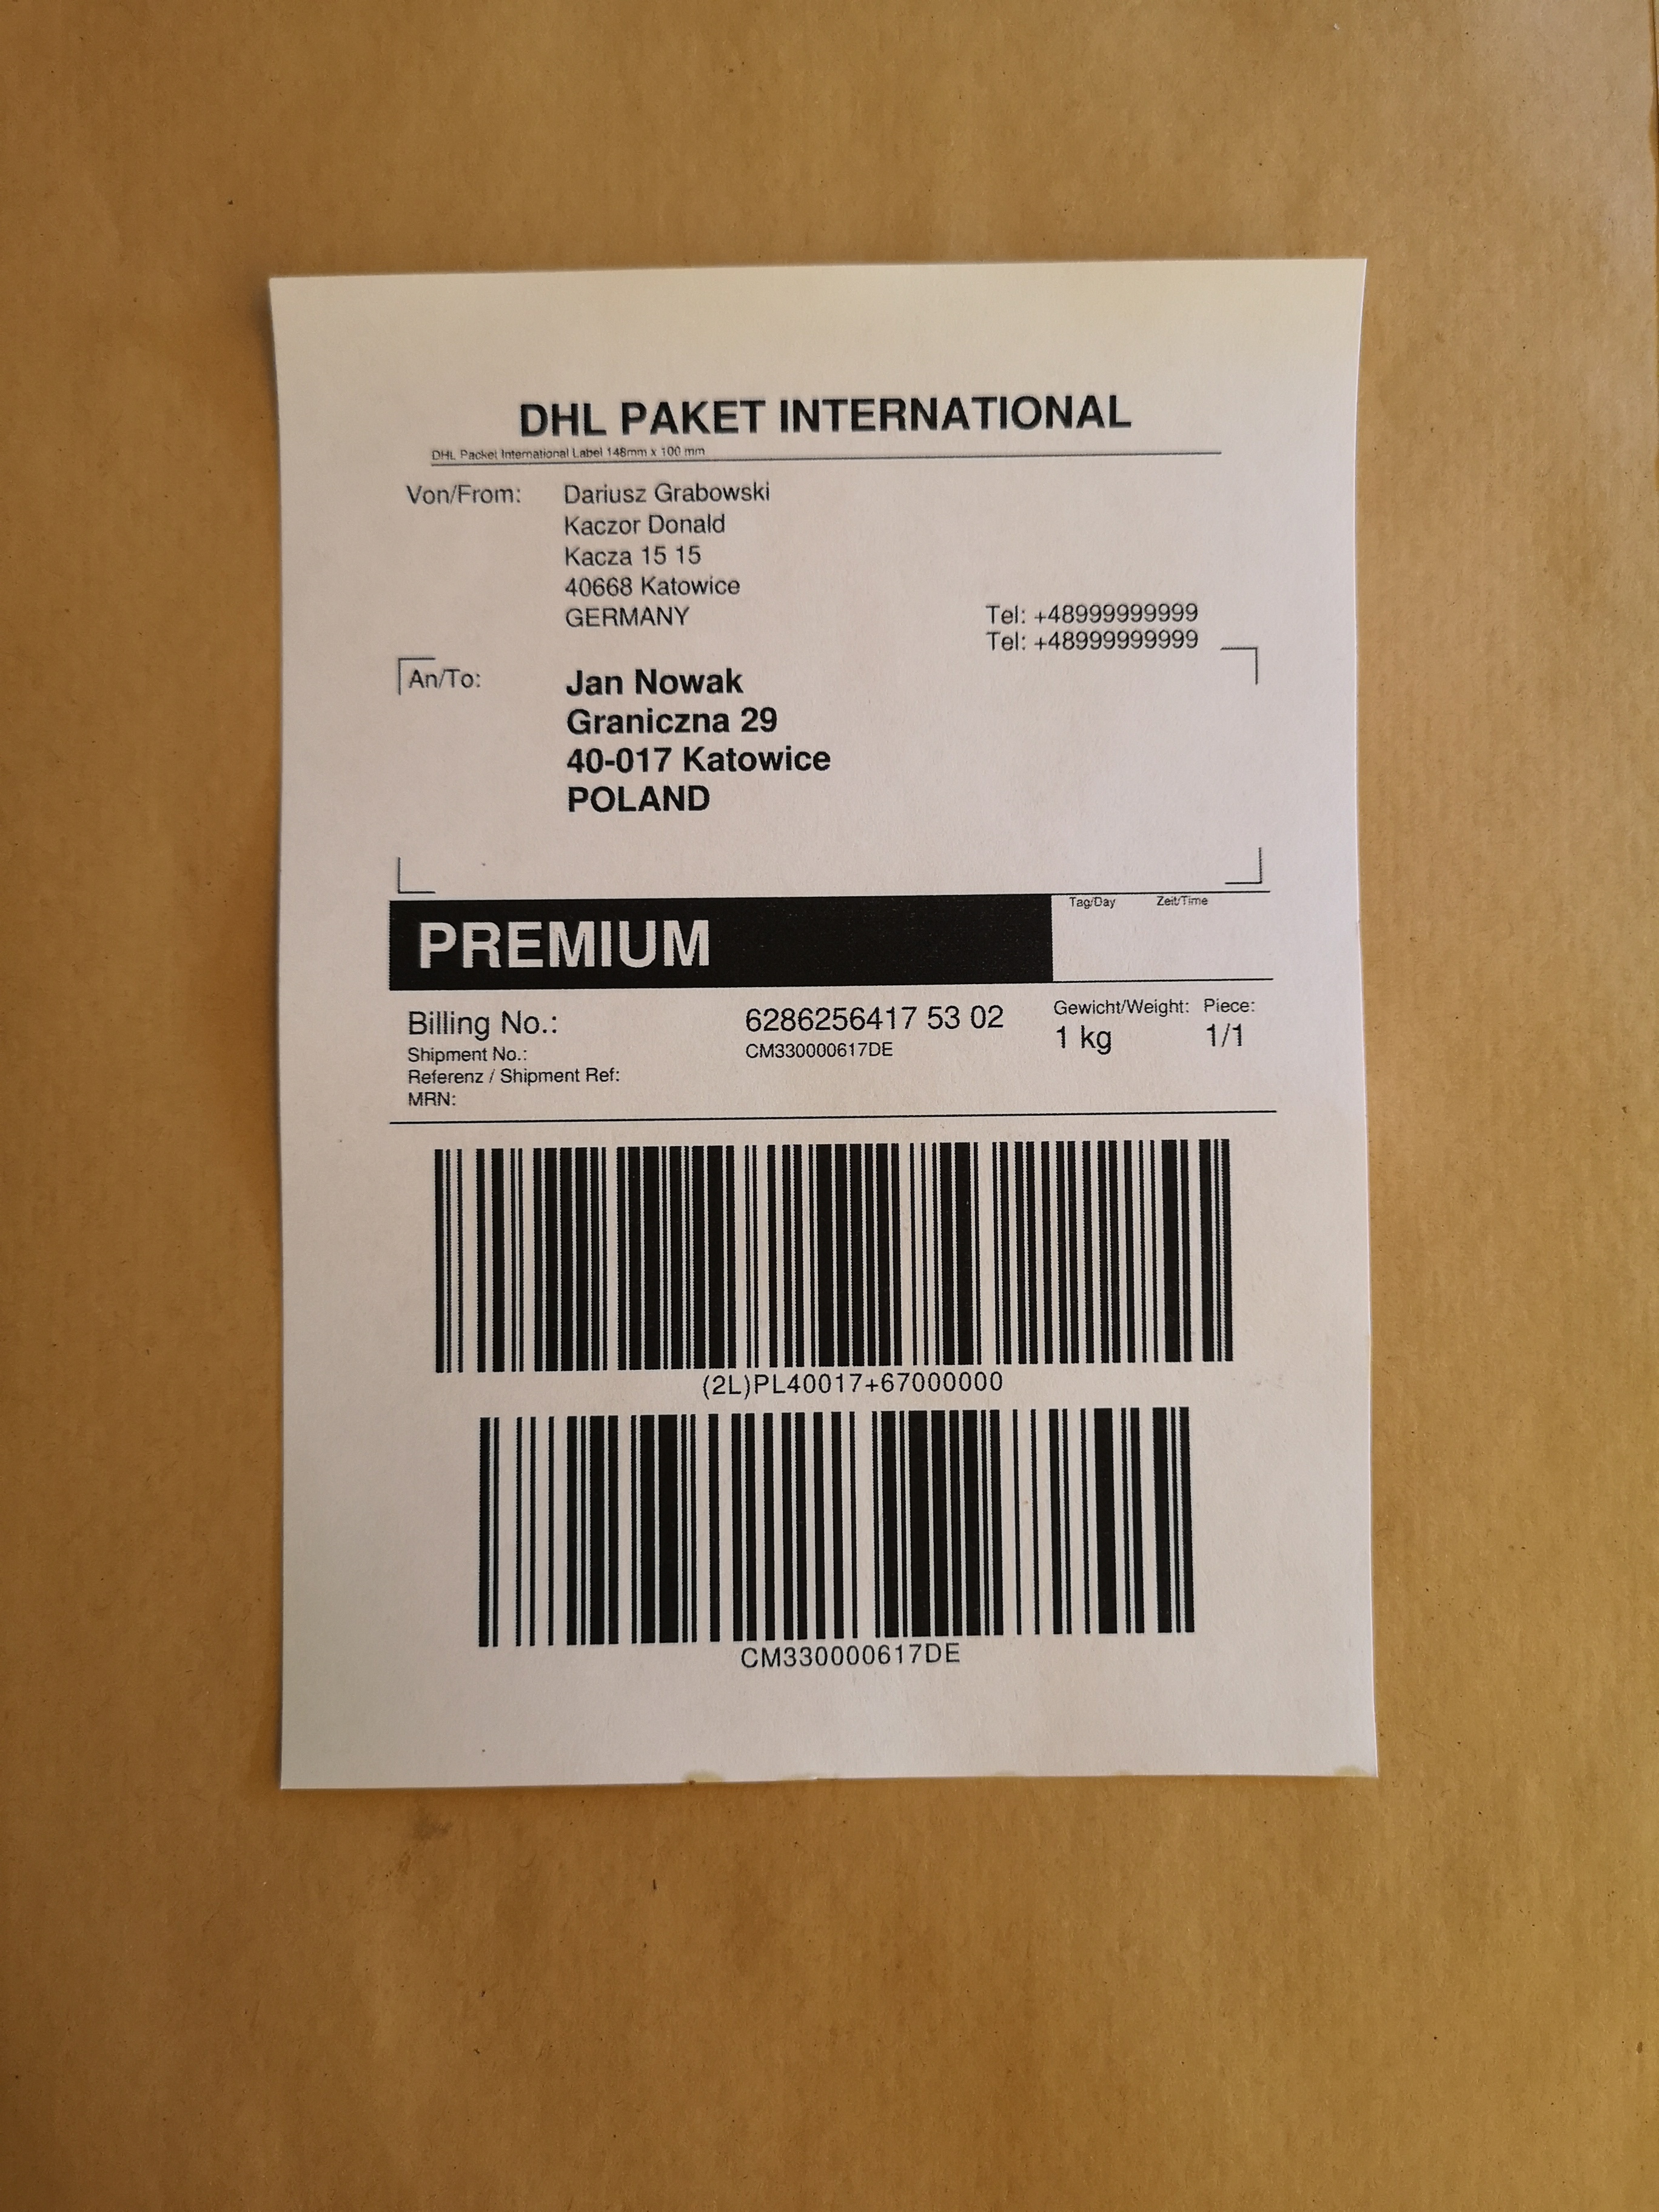 DHL PAKET INTERNATIONAL
DHL Packet International Label 148mm x 100 mm
Von/From: Dariusz Grabowski
Kaczor Donald
Kacza 15 15
40668 Katowice
GERMANY Tel: +48999999999
Tel: +48999999999
An/To: Jan Nowak
Graniczna 29
40-017 Katowice
POLAND
Tag/Day Zeit/Time
PREMIUM
Billing No.: 6286256417 53 02 Gewicht/Weight: Piece:
Shipment No.: CM330000617DE 1 kg 1/1
Referenz / Shipment Ref:
MRN:
(2L)PL40017+67000000
CM330000617DE